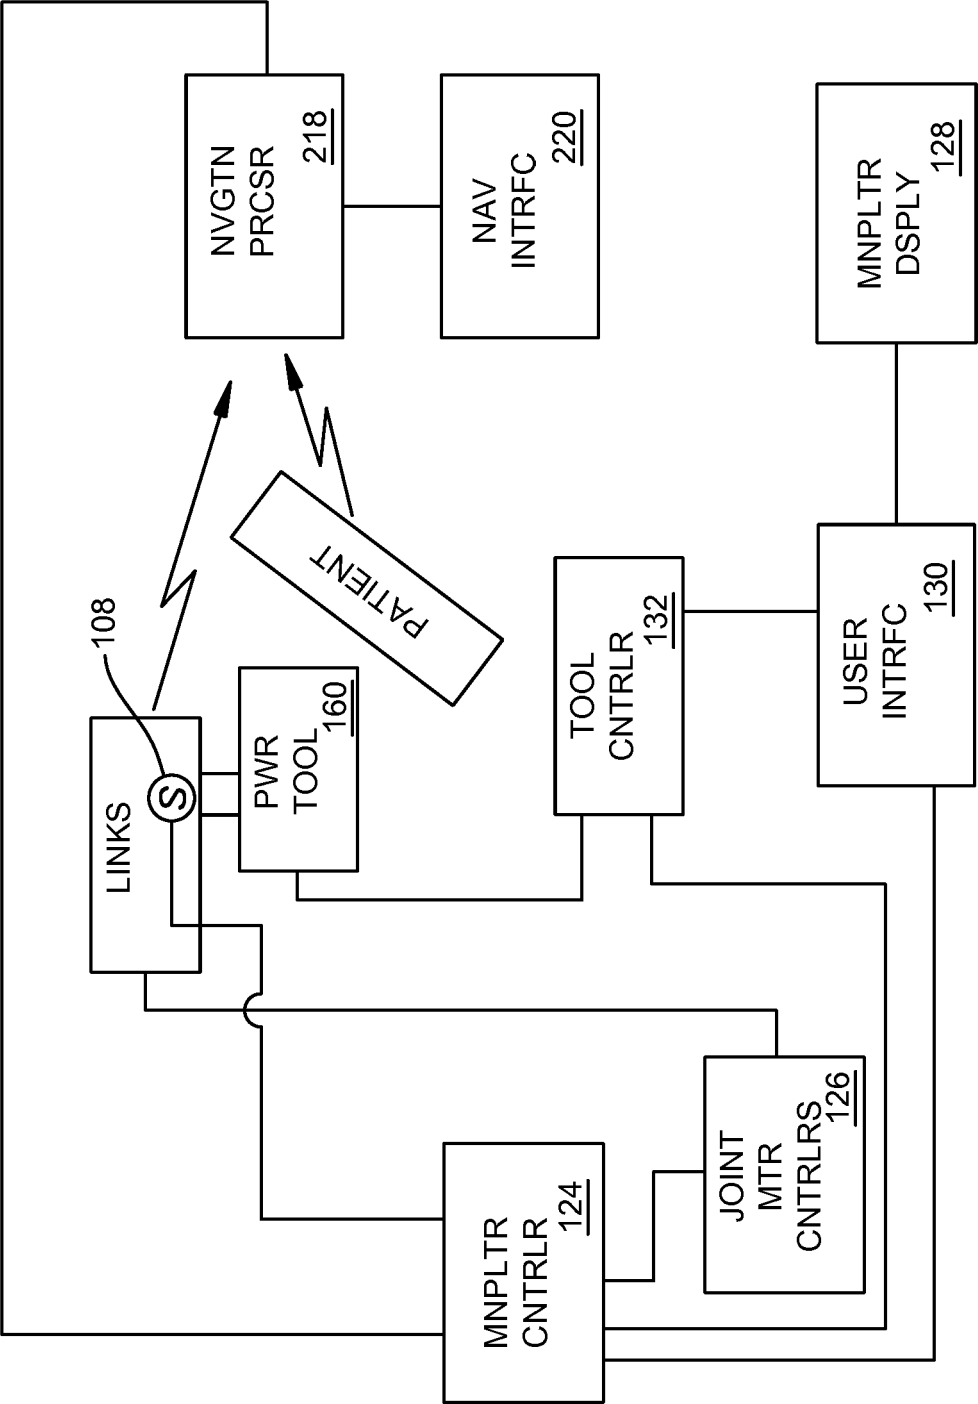 108
LINKS
S
PWR
TOOL
160
PATIENT
NVGTN
PRCSR
218
NAV
INTRFC
220
MNPLTR
CNTRLR
124
JOINT
MTR
CNTRLRS
126
TOOL
CNTRLR
132
USER
INTRFC
130
MNPLTR
DSPLY
128